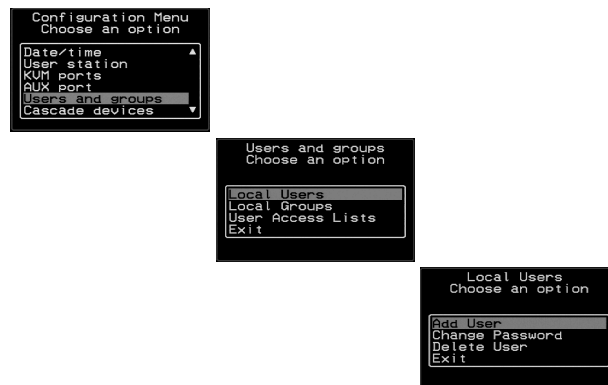 Configuration Menu
Choose an option
Date/time
User station
KVM ports
AUX port
Users and groups
Cascade devices
Users and groups
Choose an option
Local Users
Local Groups
User Access Lists
Exit
Local Users
Choose an option
Add User
Change Password
Delete User
Exit